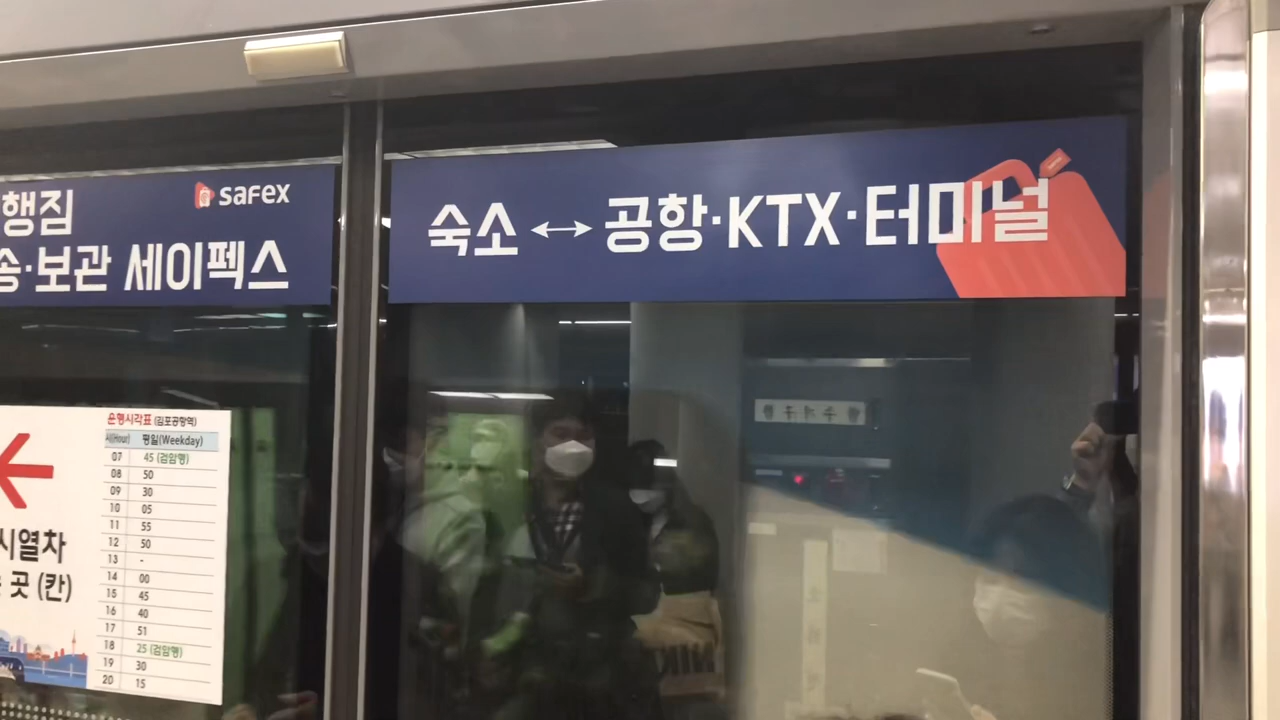 행짐
safex
송·보관 세이펙스
숙소 ↔ 공항·KTX·터미널
운행시각표 (김포공항역)
시(Hour) 평일(Weekday)
07 45 (검암행)
08 50
09 30
10 05
11 55
12 50
13 -
14 00
15 45
16 40
17 51
18 25 (검암행)
19 30
20 15
시열차
곳 (칸)